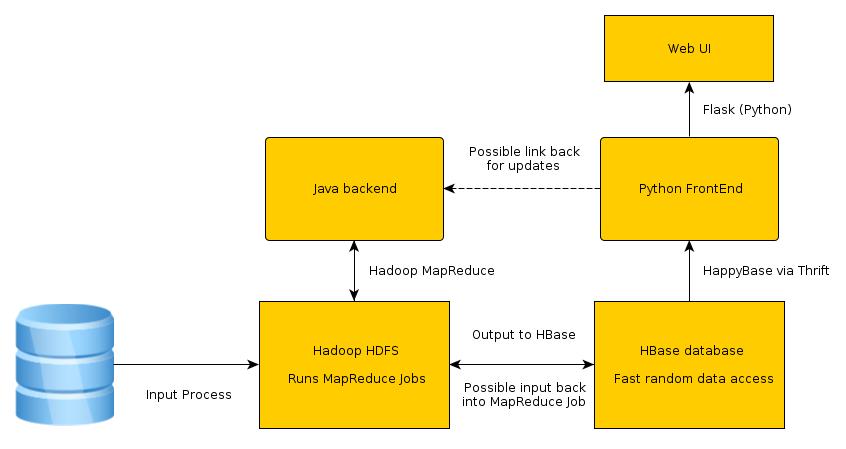 Web UI
Flask (Python)
Possible link back
for updates
Java backend
Python FrontEnd
Hadoop MapReduce
HappyBase via Thrift
Output to HBase
Hadoop HDFS
HBase database
Runs MapReduce Jobs
Fast random data access
Input Process
Possible input back
into MapReduce Job